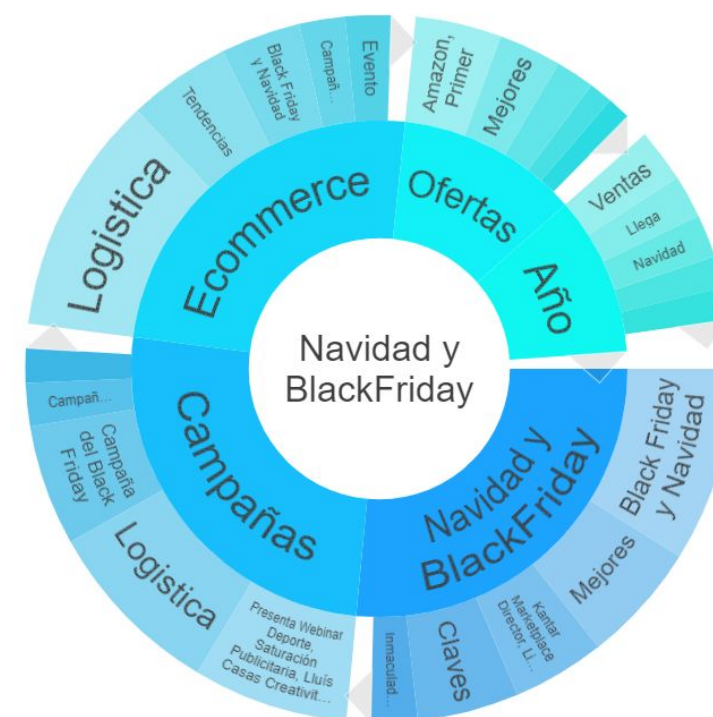 Navidad y
BlackFriday
Ecommerce
Logistica
Tendencias
Black Friday
y Navidad
Campañ...
Evento
Ofertas
Amazon,
Primer
Mejores
Año
Ventas
Llega
Navidad
Navidad y
BlackFriday
Black Friday
y Navidad
Mejores
Kantar
Marketplace
Director, Li...
Claves
Inmaculad...
Campañas
Presenta Webinar
Deporte,
Saturación
Publicitaria, Lluís
Casas Creativit...
Logistica
Campaña
del Black
Friday
Campañ...